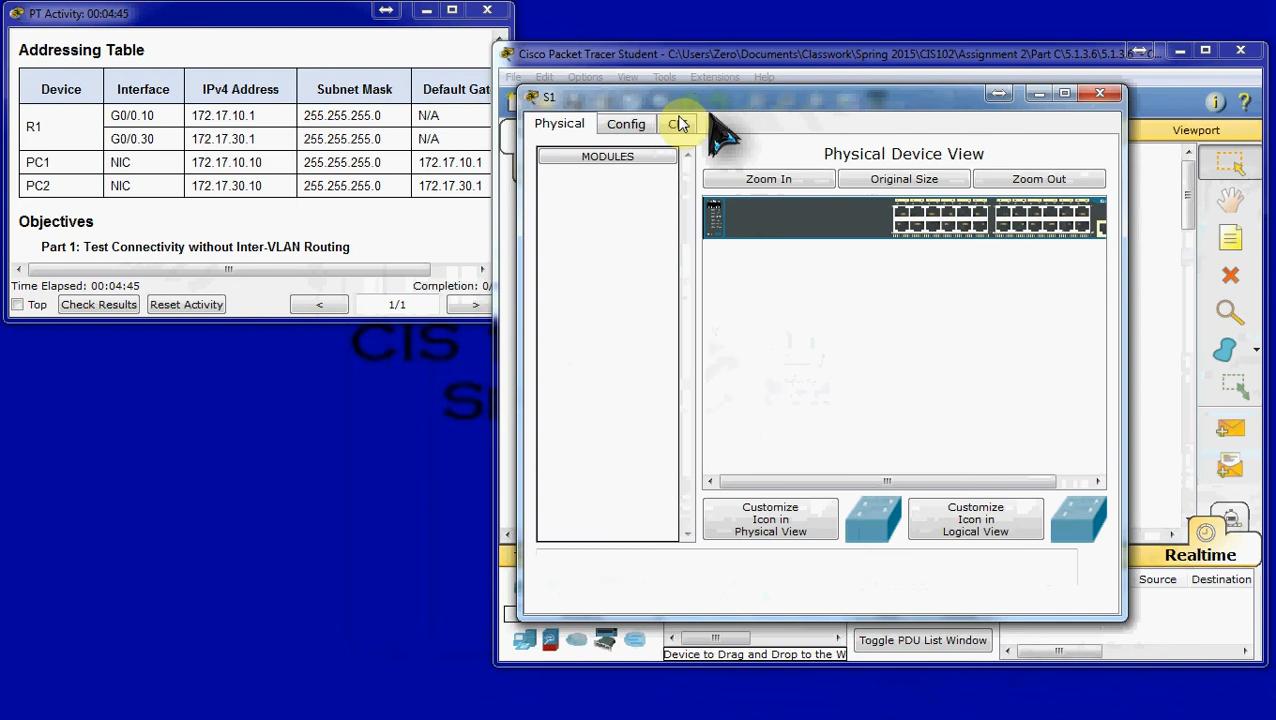 PT Activity: 00:04:45
Addressing Table
Device Interface IPv4 Address Subnet Mask Default Gat
R1 G0/0.10 172.17.10.1 255.255.255.0 N/A
G0/0.30 172.17.30.1 255.255.255.0 N/A
PC1 NIC 172.17.10.10 255.255.255.0 172.17.10.1
PC2 NIC 172.17.30.10 255.255.255.0 172.17.30.1
Objectives
Part 1: Test Connectivity without Inter-VLAN Routing
Time Elapsed: 00:04:45 Completion: 0/
Top Check Results Reset Activity < 1/1 >
CIS
Cisco Packet Tracer Student - C:\Users\Zero\Documents\Classwork\Spring 2015\CIS102\Assignment 2\Part C\5.1.3.6\5.1.3.6
File Edit Options View Tools Extensions Help
S1
Physical Config
MODULES
Physical Device View
Zoom In Original Size Zoom Out
Customize
Icon in
Physical View
Customize
Icon in
Logical View
Viewport
Realtime
Source Destination
Toggle PDU List Window
Device to Drag and Drop to the W